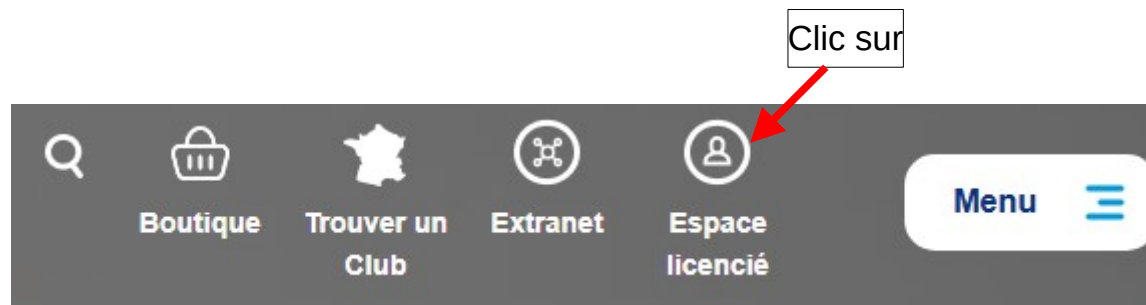 Clic sur
Boutique
Trouver un
Club
Extranet
Espace
licencié
Menu